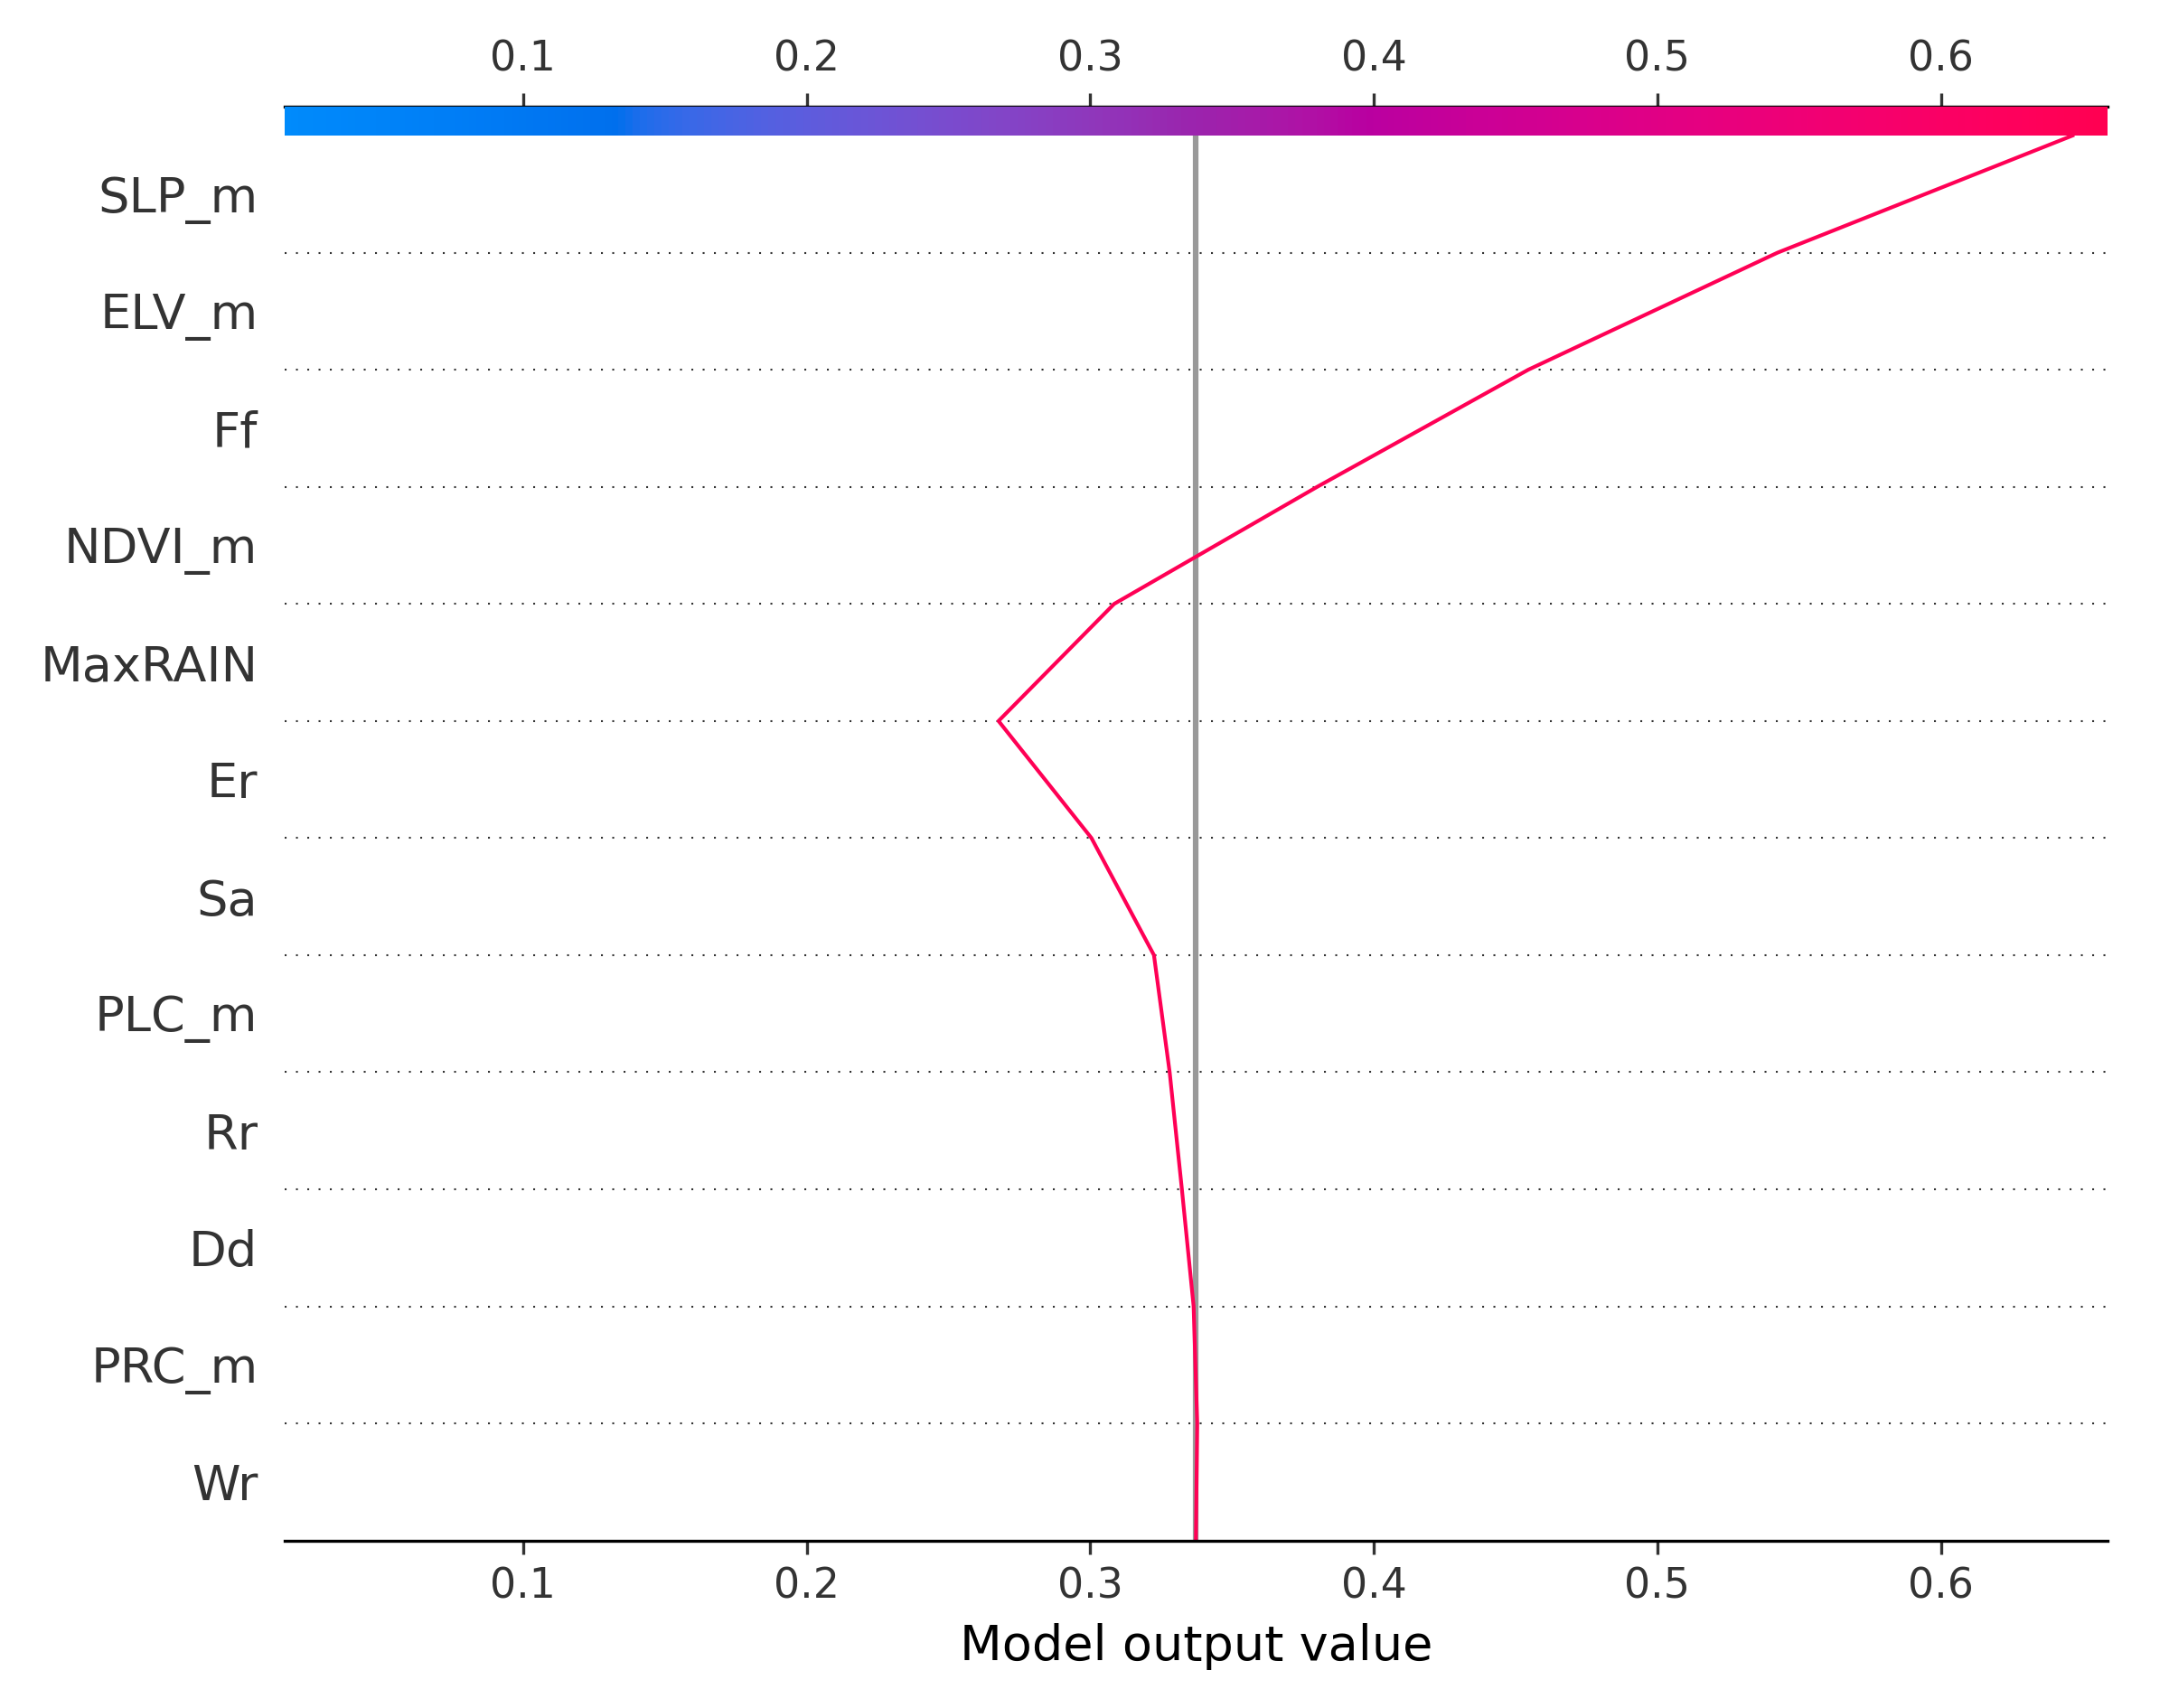 0.1 0.2 0.3 0.4 0.5 0.6
SLP_m
ELV_m
Ff
NDVI_m
MaxRAIN
Er
Sa
PLC_m
Rr
Dd
PRC_m
Wr
0.1 0.2 0.3 0.4 0.5 0.6
Model output value